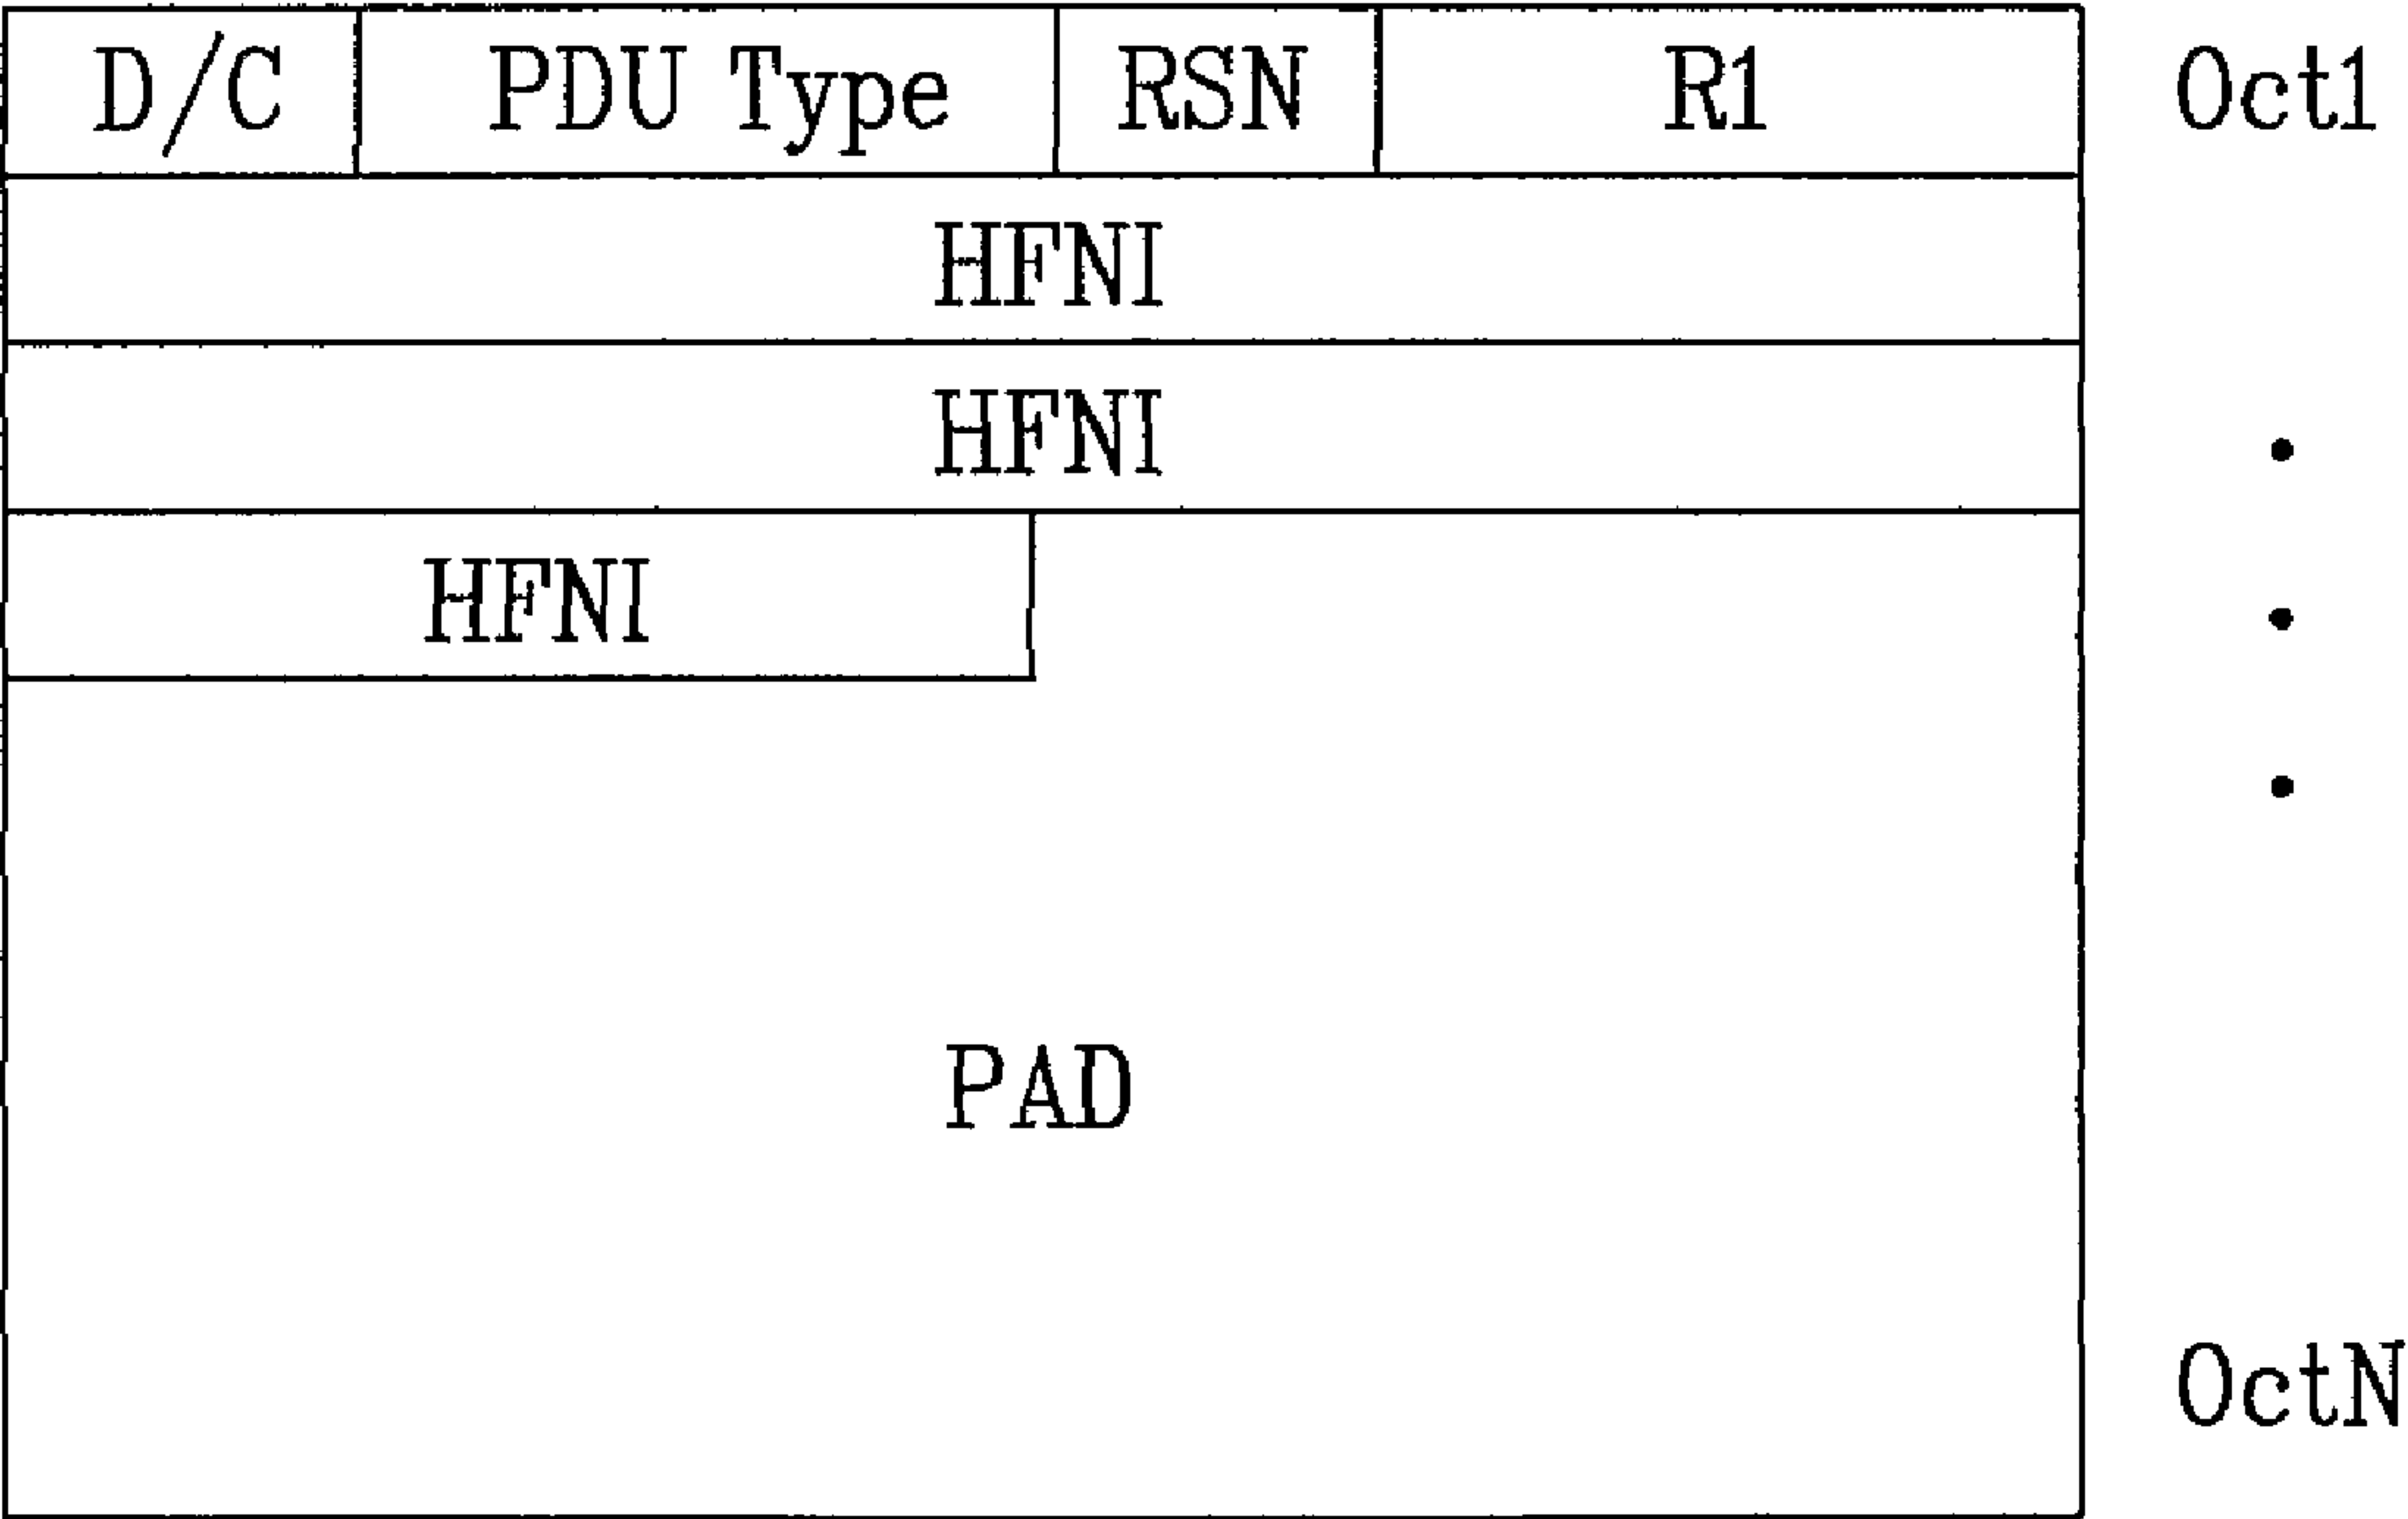 D/C PDU Type RSN R1 Oct1
HFNI
HFNI
HFNI
PAD
OctN